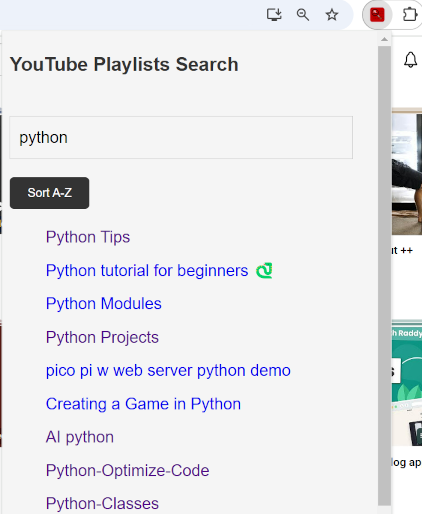 YouTube Playlists Search
python
Sort A-Z
Python Tips
Python tutorial for beginners
Python Modules
Python Projects
pico pi w web server python demo
Creating a Game in Python
AI python
Python-Optimize-Code
Python-Classes
ut ++
h Raddy
log ap